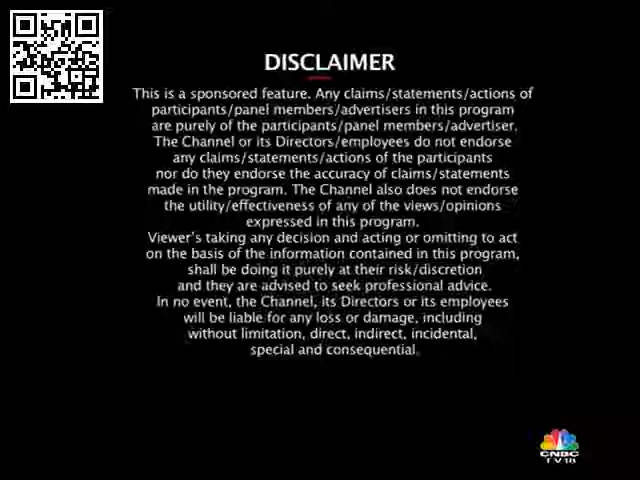 DISCLAIMER
This is a sponsored feature. Any claims/statements/actions of
participants/panel members/advertisers in this program
are purely of the participants/panel members/advertiser.
The Channel or its Directors/employees do not endorse
any claims/statements/actions of the participants
nor do they endorse the accuracy of claims/statements
made in the program. The Channel also does not endorse
the utility/effectiveness of any of the views/opinions
expressed in this program.
Viewer's taking any decision and acting or omitting to act
on the basis of the information contained in this program,
shall be doing it purely at their risk/discretion
and they are advised to seek professional advice.
In no event, the Channel, its Directors or its employees
will be liable for any loss or damage, including
without limitation, direct, indirect, incidental,
special and consequential.
CNBC
TV18